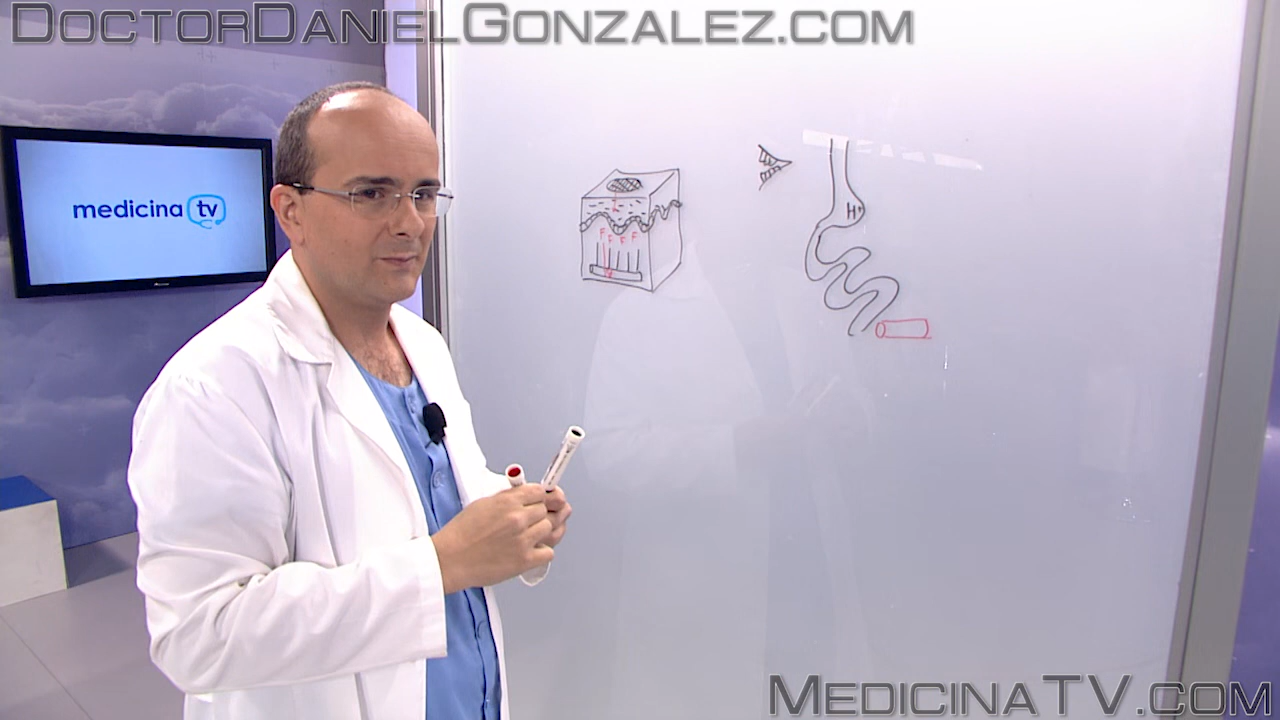 DOCTORDANIELGONZALEZ.COM
medicina tv
H+
F F F F
MEDICINATV.COM